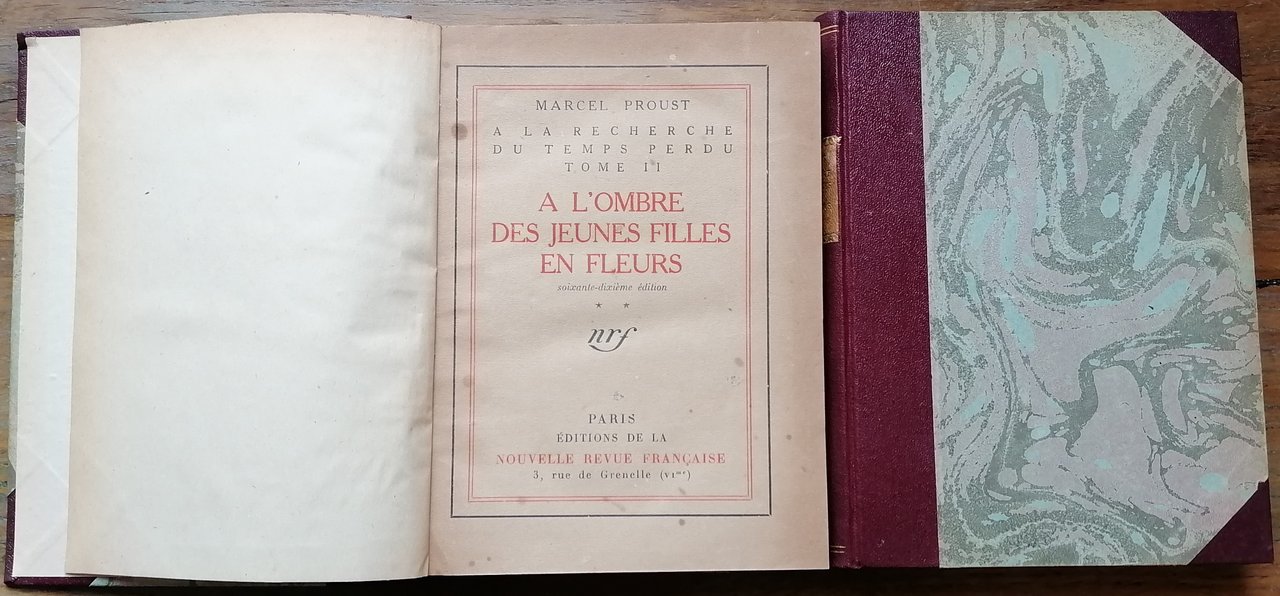 MARCEL PROUST
A LA RECHERCHE
DU TEMPS PERDU
TOME II
A L'OMBRE
DES JEUNES FILLES
EN FLEURS
soixante-dixième édition
★ ★
nrf
PARIS
ÉDITIONS DE LA
NOUVELLE REVUE FRANÇAISE
3, rue de Grenelle (VIme)